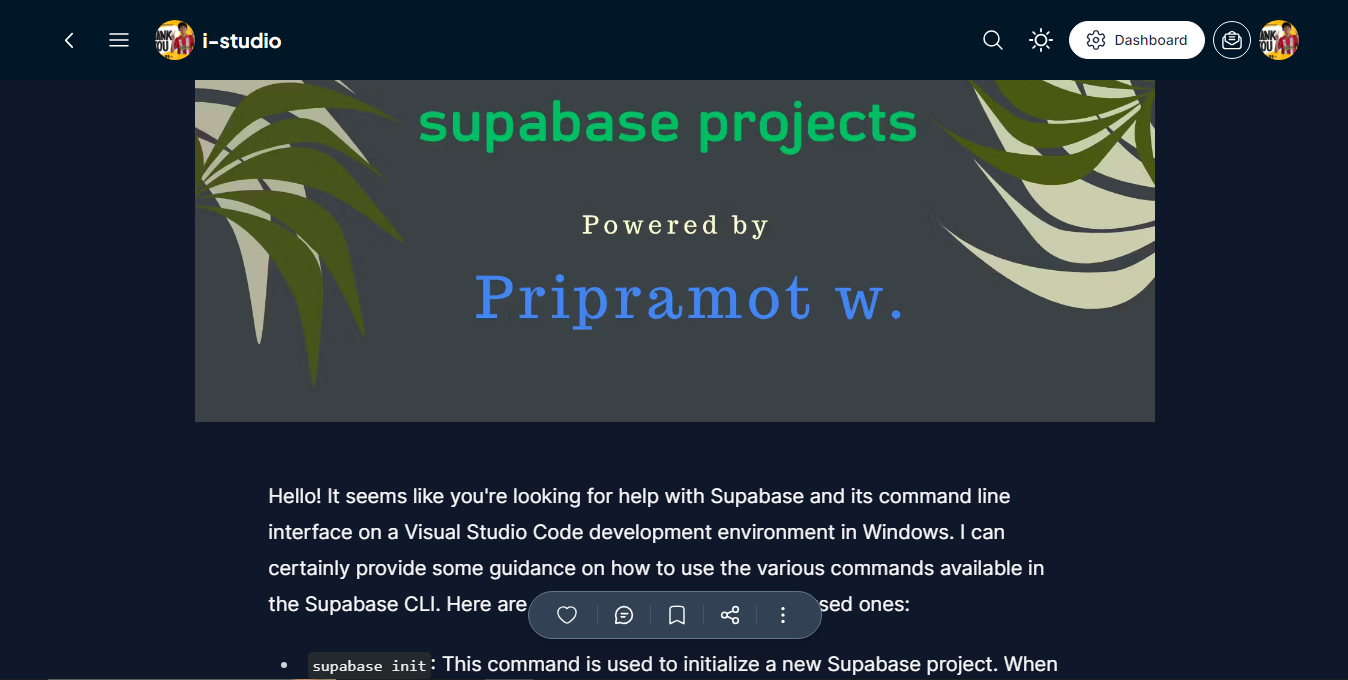 i-studio
Dashboard
supabase projects
Powered by
Pripramot w.
Hello! It seems like you're looking for help with Supabase and its command line
interface on a Visual Studio Code development environment in Windows. I can
certainly provide some guidance on how to use the various commands available in
the Supabase CLI. Here are sed ones:
supabase init: This command is used to initialize a new Supabase project. When